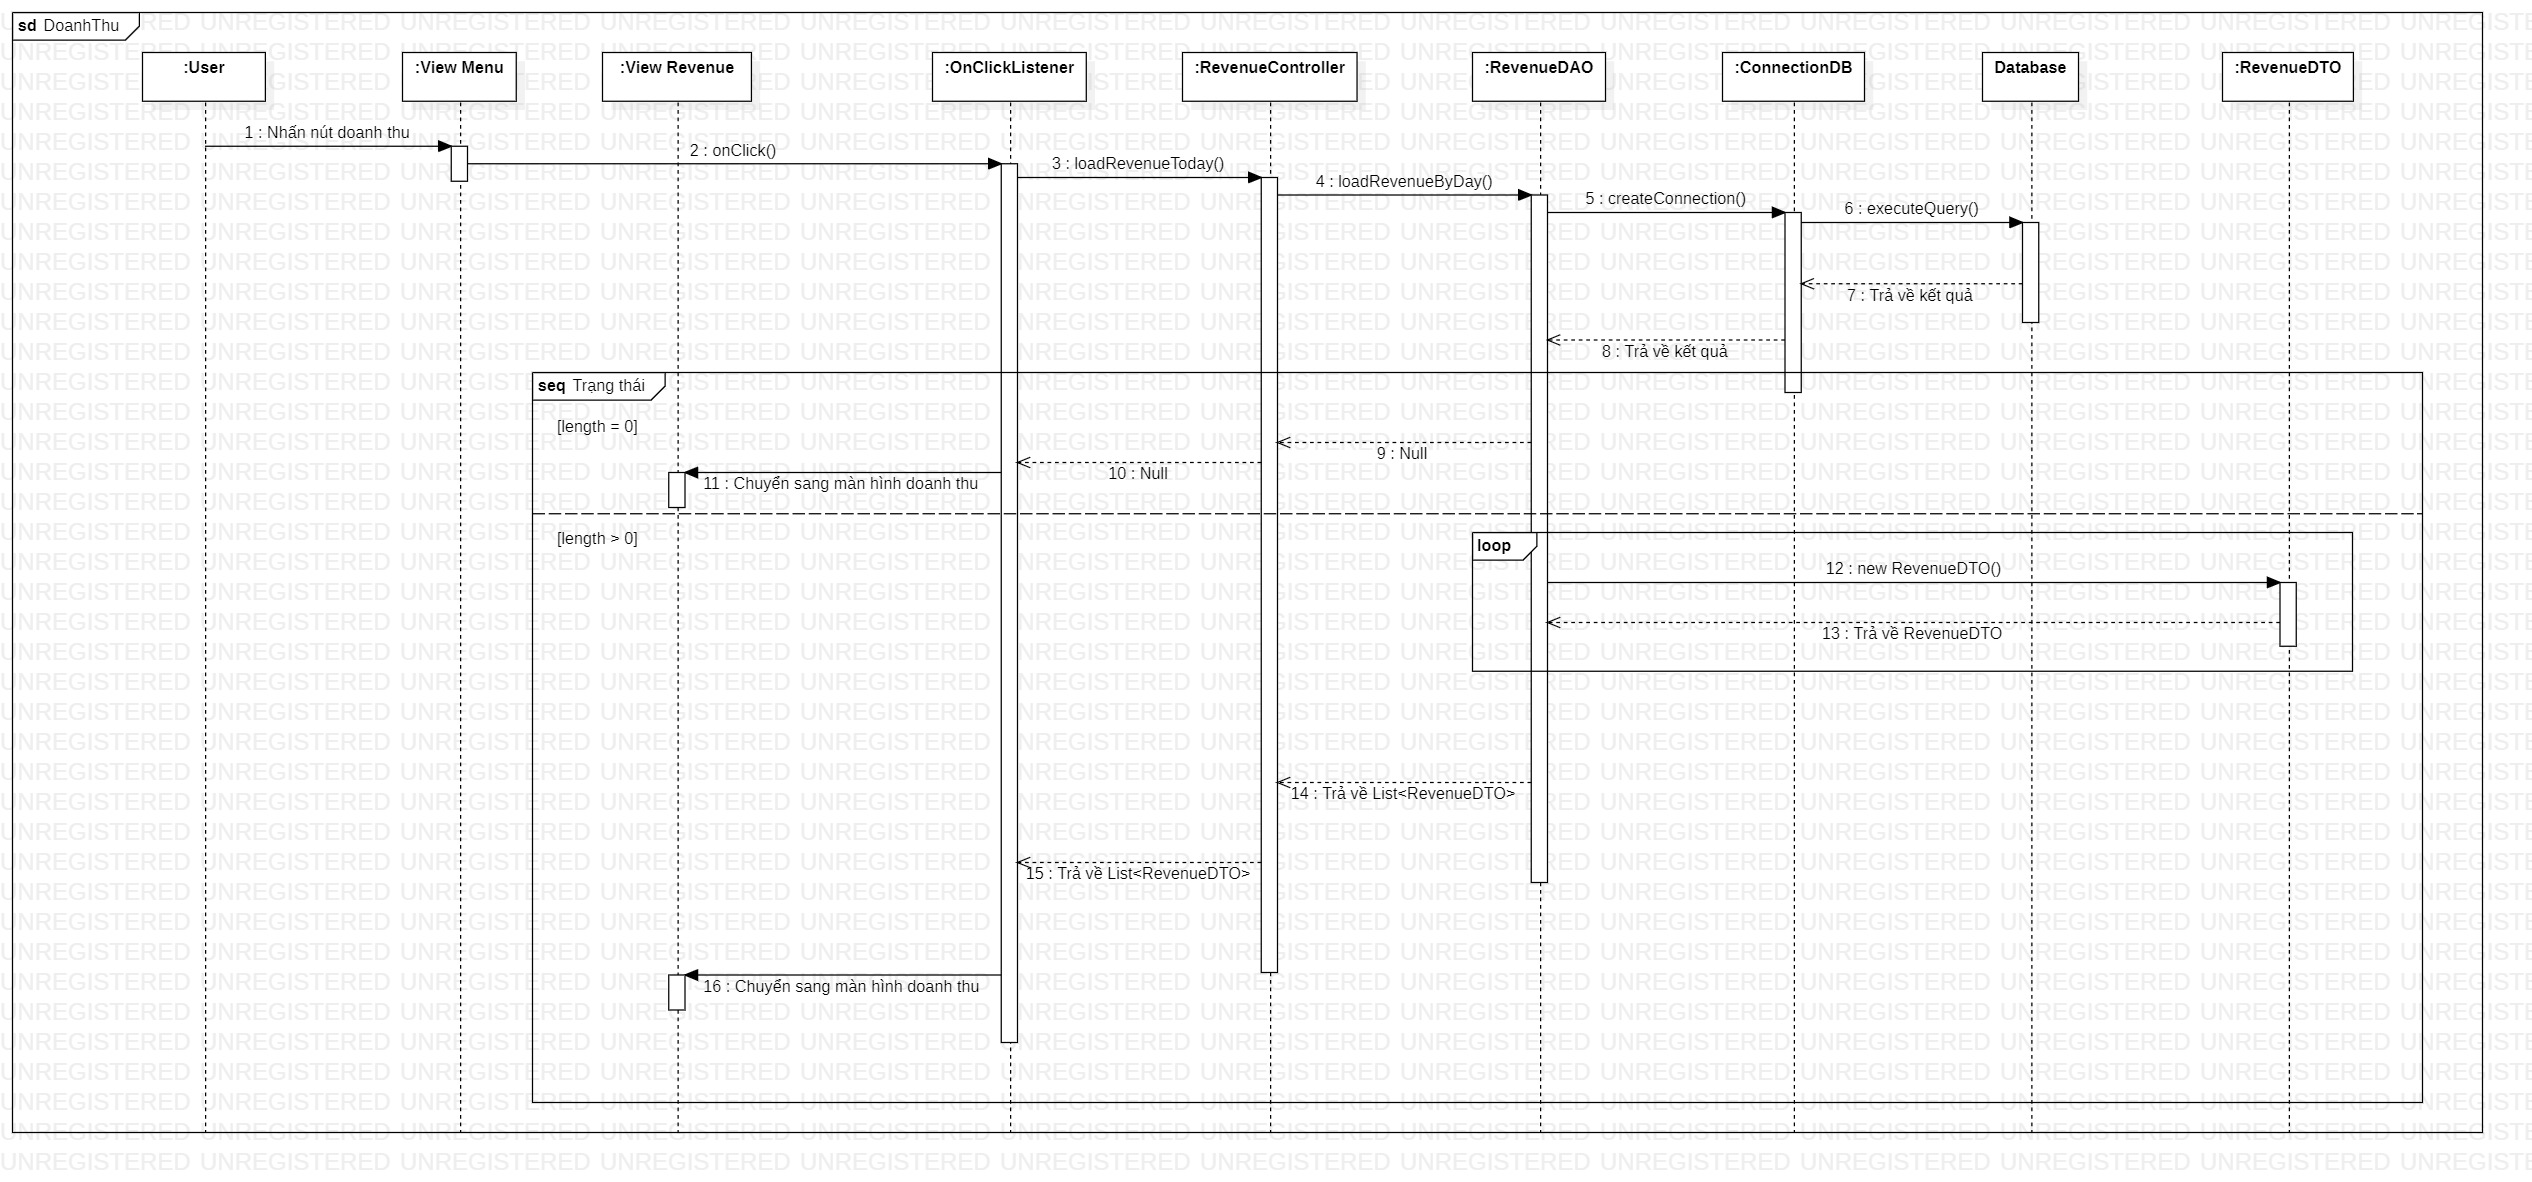 sd DoanhThu
:User
:View Menu
:View Revenue
:OnClickListener
:RevenueController
:RevenueDAO
:ConnectionDB
Database
:RevenueDTO
1 : Nhấn nút doanh thu
2 : onClick()
3 : loadRevenueToday()
4 : loadRevenueByDay()
5 : createConnection()
6 : executeQuery()
7 : Trả về kết quả
8 : Trả về kết quả
seq Trạng thái
[length = 0]
9 : Null
10 : Null
11 : Chuyển sang màn hình doanh thu
[length > 0]
loop
12 : new RevenueDTO()
13 : Trả về RevenueDTO
14 : Trả về List<RevenueDTO>
15 : Trả về List<RevenueDTO>
16 : Chuyển sang màn hình doanh thu
UNREGISTERED